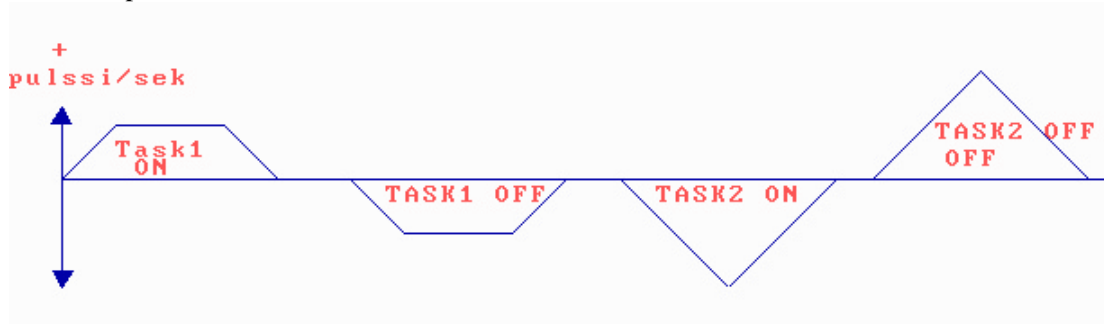 +
pulssi/sek
Task1
ON
TASK1 OFF
TASK2 ON
TASK2 OFF
OFF